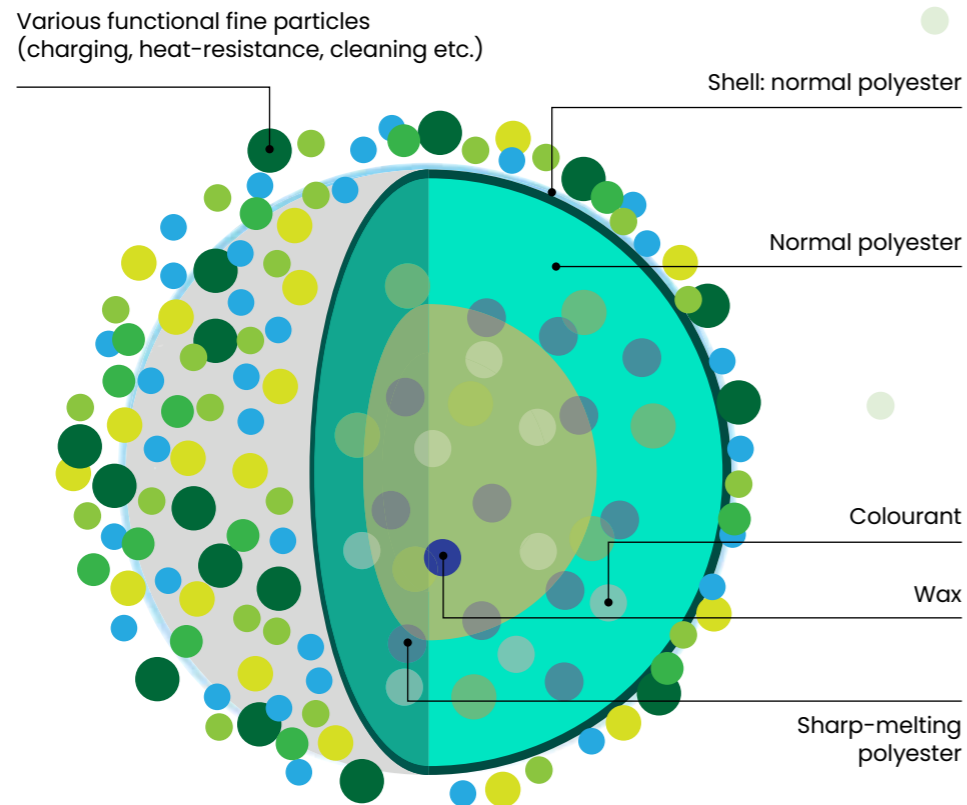 Various functional fine particles
(charging, heat-resistance, cleaning etc.)
Shell: normal polyester
Normal polyester
Colourant
Wax
Sharp-melting
polyester